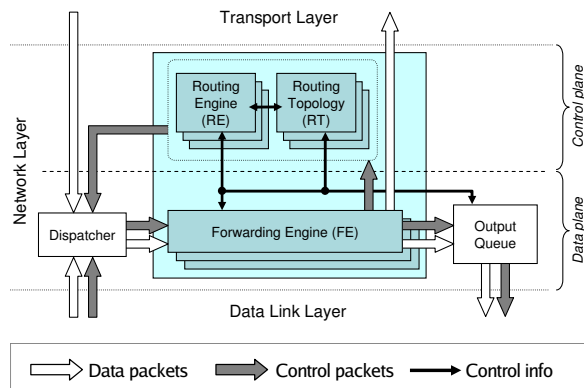 Transport Layer
Network Layer
Routing
Engine
(RE)
Routing
Topology
(RT)
Control plane
Dispatcher
Forwarding Engine (FE)
Output
Queue
Data plane
Data Link Layer
Data packets
Control packets
Control info